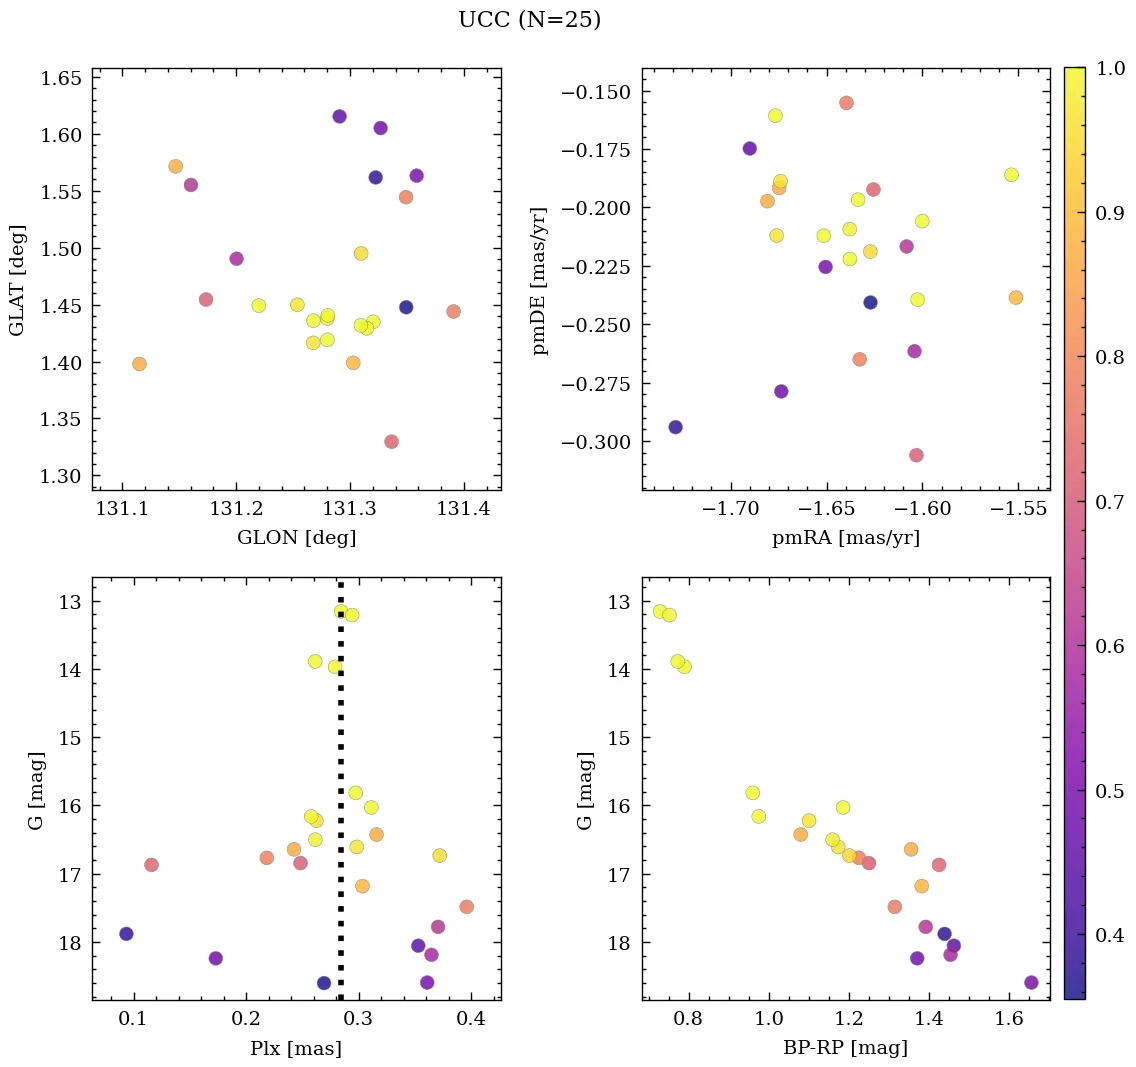 UCC (N=25)
1.65
1.60
1.55
1.50
1.45
1.40
1.35
1.30
GLAT [deg]
131.1 131.2 131.3 131.4
GLON [deg]
−0.150
−0.175
−0.200
−0.225
−0.250
−0.275
−0.300
pmDE [mas/yr]
−1.70 −1.65 −1.60 −1.55
pmRA [mas/yr]
1.0
0.9
0.8
0.7
0.6
0.5
0.4
13
14
15
16
17
18
G [mag]
0.1 0.2 0.3 0.4
Plx [mas]
13
14
15
16
17
18
G [mag]
0.8 1.0 1.2 1.4 1.6
BP-RP [mag]